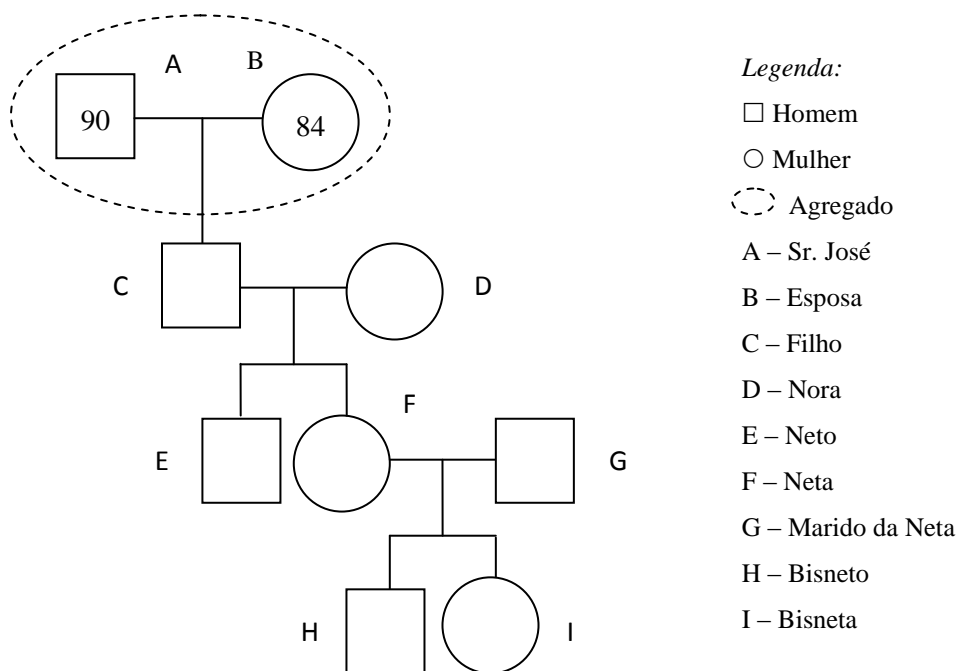 A
B
90
84
C
D
F
E
G
H
I
Legenda:
□ Homem
○ Mulher
Agregado
A – Sr. José
B – Esposa
C – Filho
D – Nora
E – Neto
F – Neta
G – Marido da Neta
H – Bisneto
I – Bisneta